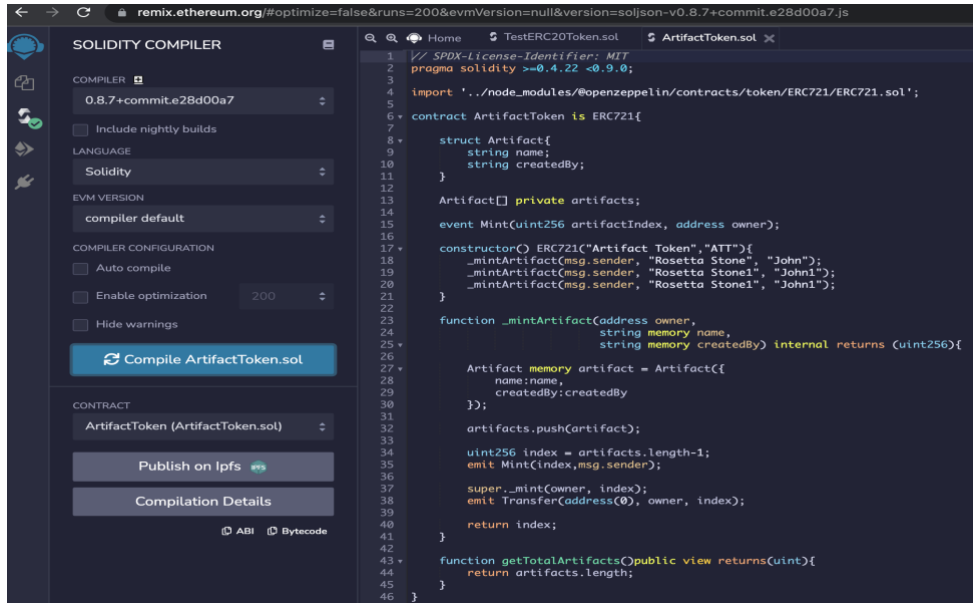 remix.ethereum.org/#optimize=false&runs=200&evmVersion=null&version=soljson-v0.8.7+commit.e28d00a7.js
SOLIDITY COMPILER
COMPILER
0.8.7+commit.e28d00a7
Include nightly builds
LANGUAGE
Solidity
EVM VERSION
compiler default
COMPILER CONFIGURATION
Auto compile
Enable optimization 200
Hide warnings
Compile ArtifactToken.sol
CONTRACT
ArtifactToken (ArtifactToken.sol)
Publish on Ipfs
Compilation Details
ABI Bytecode
Home TestERC20Token.sol ArtifactToken.sol
1 // SPDX-License-Identifier: MIT
2 pragma solidity >=0.4.22 <0.9.0;
3
4 import '../node_modules/@openzeppelin/contracts/token/ERC721/ERC721.sol';
5
6 contract ArtifactToken is ERC721{
7
8 struct Artifact{
9 string name;
10 string createdBy;
11 }
12
13 Artifact[] private artifacts;
14
15 event Mint(uint256 artifactIndex, address owner);
16
17 constructor() ERC721("Artifact Token","ATT"){
18 _mintArtifact(msg.sender, "Rosetta Stone", "John");
19 _mintArtifact(msg.sender, "Rosetta Stone1", "John1");
20 _mintArtifact(msg.sender, "Rosetta Stone1", "John1");
21 }
22
23 function _mintArtifact(address owner,
24 string memory name,
25 string memory createdBy) internal returns (uint256){
26
27 Artifact memory artifact = Artifact({
28 name:name,
29 createdBy:createdBy
30 });
31
32 artifacts.push(artifact);
33
34 uint256 index = artifacts.length-1;
35 emit Mint(index,msg.sender);
36
37 super._mint(owner, index);
38 emit Transfer(address(0), owner, index);
39
40 return index;
41 }
42
43 function getTotalArtifacts()public view returns(uint){
44 return artifacts.length;
45 }
46 }